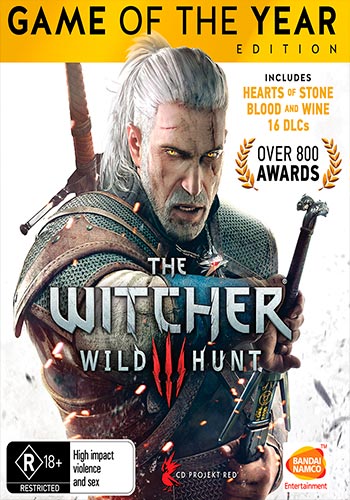 GAME OF THE YEAR
EDITION
INCLUDES
HEARTS OF STONE
BLOOD AND WINE
16 DLCs
OVER 800
AWARDS
THE
WITCHER
WILD III HUNT
R 18+
RESTRICTED
High impact
violence
and sex
CD PROJEKT RED
BANDAI
NAMCO
Entertainment